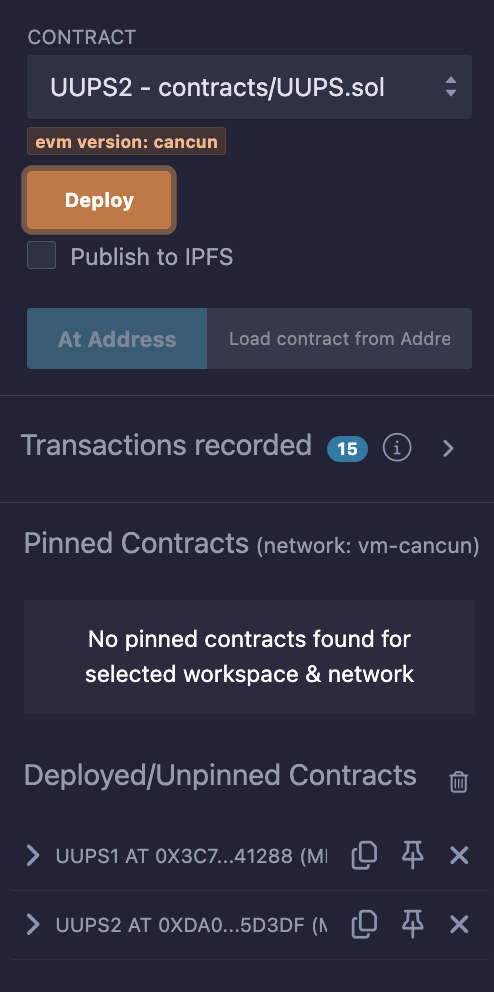 CONTRACT
UUPS2 - contracts/UUPS.sol
evm version: cancun
Deploy
Publish to IPFS
At Address
Load contract from Addre
Transactions recorded 15
Pinned Contracts (network: vm-cancun)
No pinned contracts found for
selected workspace & network
Deployed/Unpinned Contracts
UUPS1 AT 0X3C7...41288 (M
UUPS2 AT 0XDA0...5D3DF (M